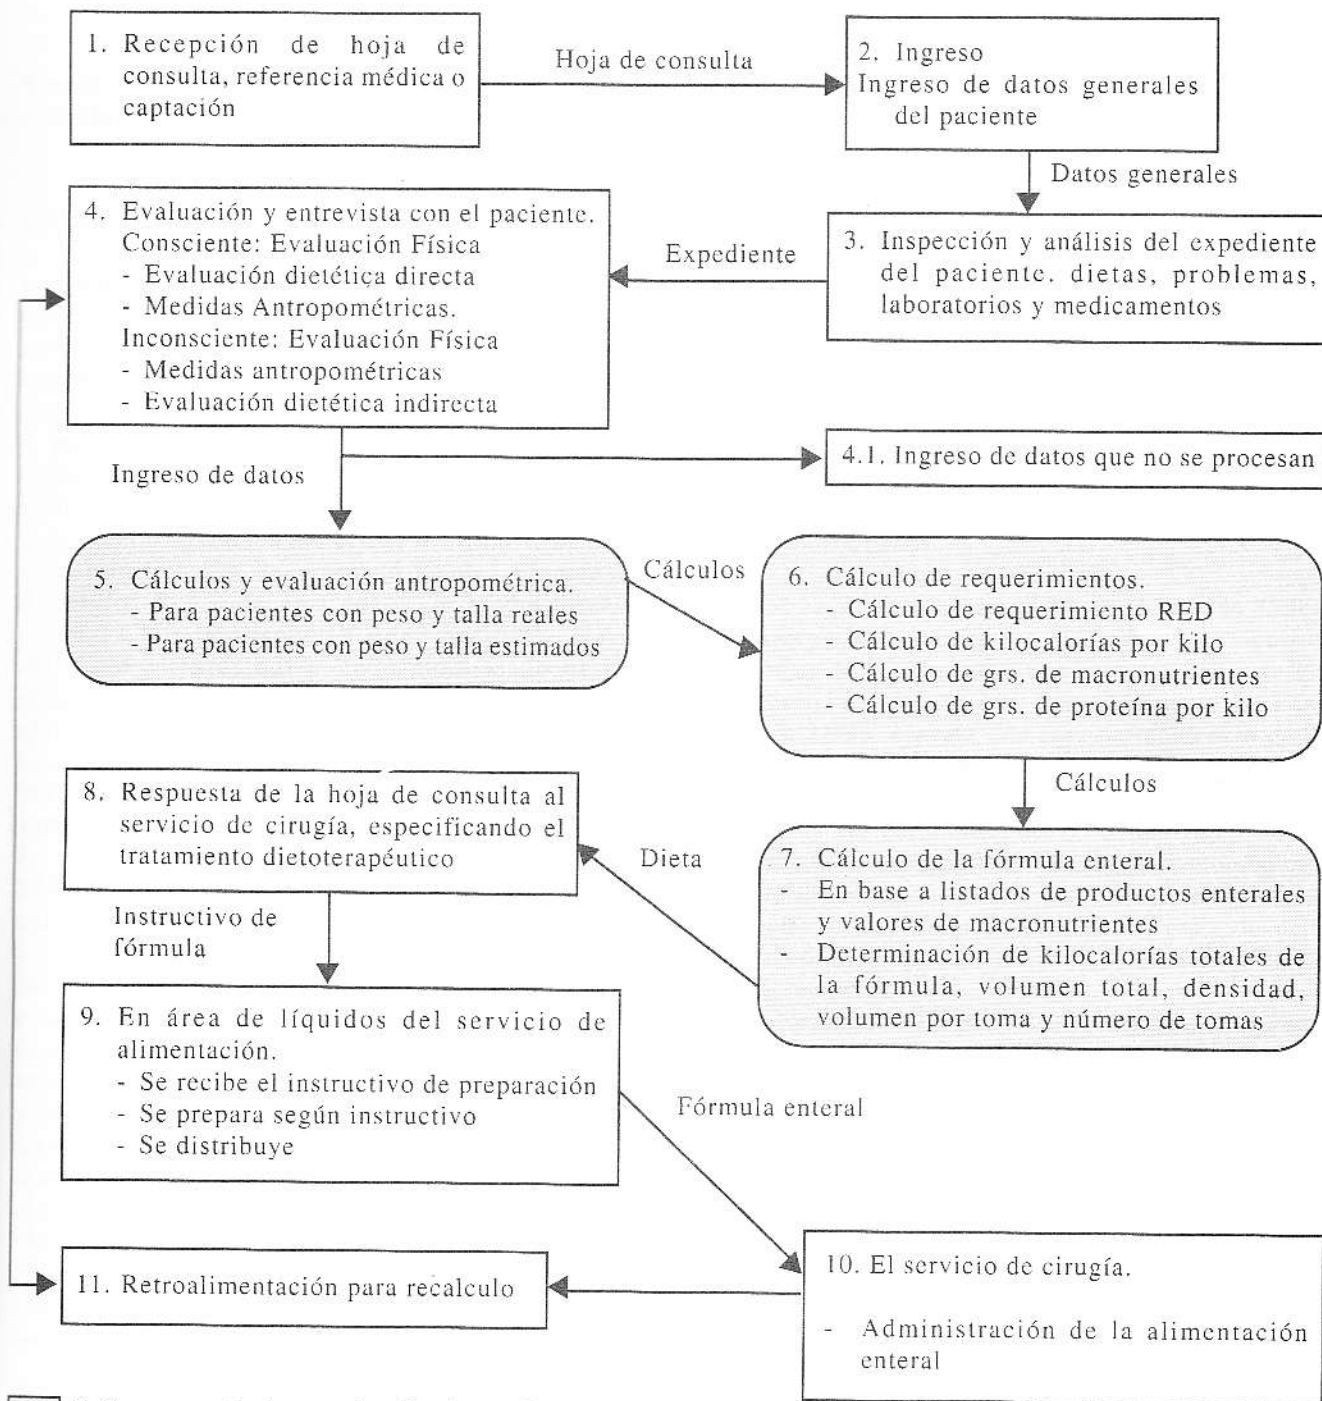 1. Recepción de hoja de
consulta, referencia médica o
captación
Hoja de consulta
2. Ingreso
Ingreso de datos generales
del paciente
Datos generales
3. Inspección y análisis del expediente
del paciente. dietas, problemas,
laboratorios y medicamentos
Expediente
4. Evaluación y entrevista con el paciente.
Consciente: Evaluación Física
- Evaluación dietética directa
- Medidas Antropométricas.
Inconsciente: Evaluación Física
- Medidas antropométricas
- Evaluación dietética indirecta
Ingreso de datos
4.1. Ingreso de datos que no se procesan
5. Cálculos y evaluación antropométrica.
- Para pacientes con peso y talla reales
- Para pacientes con peso y talla estimados
Cálculos
6. Cálculo de requerimientos.
- Cálculo de requerimiento RED
- Cálculo de kilocalorías por kilo
- Cálculo de grs. de macronutrientes
- Cálculo de grs. de proteína por kilo
Cálculos
7. Cálculo de la fórmula enteral.
- En base a listados de productos enterales
y valores de macronutrientes
- Determinación de kilocalorías totales de
la fórmula, volumen total, densidad,
volumen por toma y número de tomas
Dieta
8. Respuesta de la hoja de consulta al
servicio de cirugía, especificando el
tratamiento dietoterapéutico
Instructivo de
fórmula
9. En área de líquidos del servicio de
alimentación.
- Se recibe el instructivo de preparación
- Se prepara según instructivo
- Se distribuye
Fórmula enteral
10. El servicio de cirugía.
- Administración de la alimentación
enteral
11. Retroalimentación para recalculo